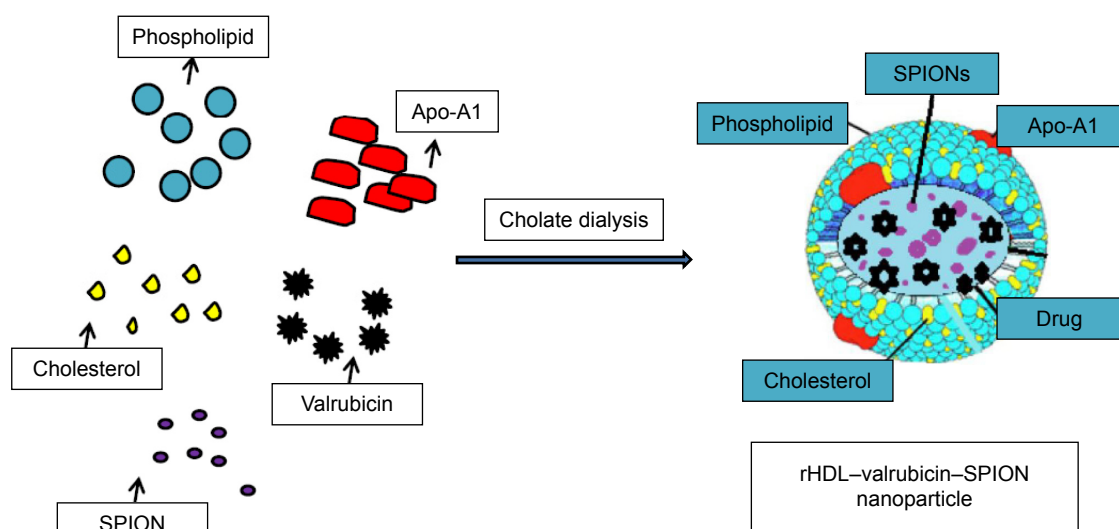 Phospholipid
Apo-A1
Cholesterol
Valrubicin
SPION
Cholate dialysis
SPIONs
Phospholipid
Apo-A1
Drug
Cholesterol
rHDL–valrubicin–SPION
nanoparticle